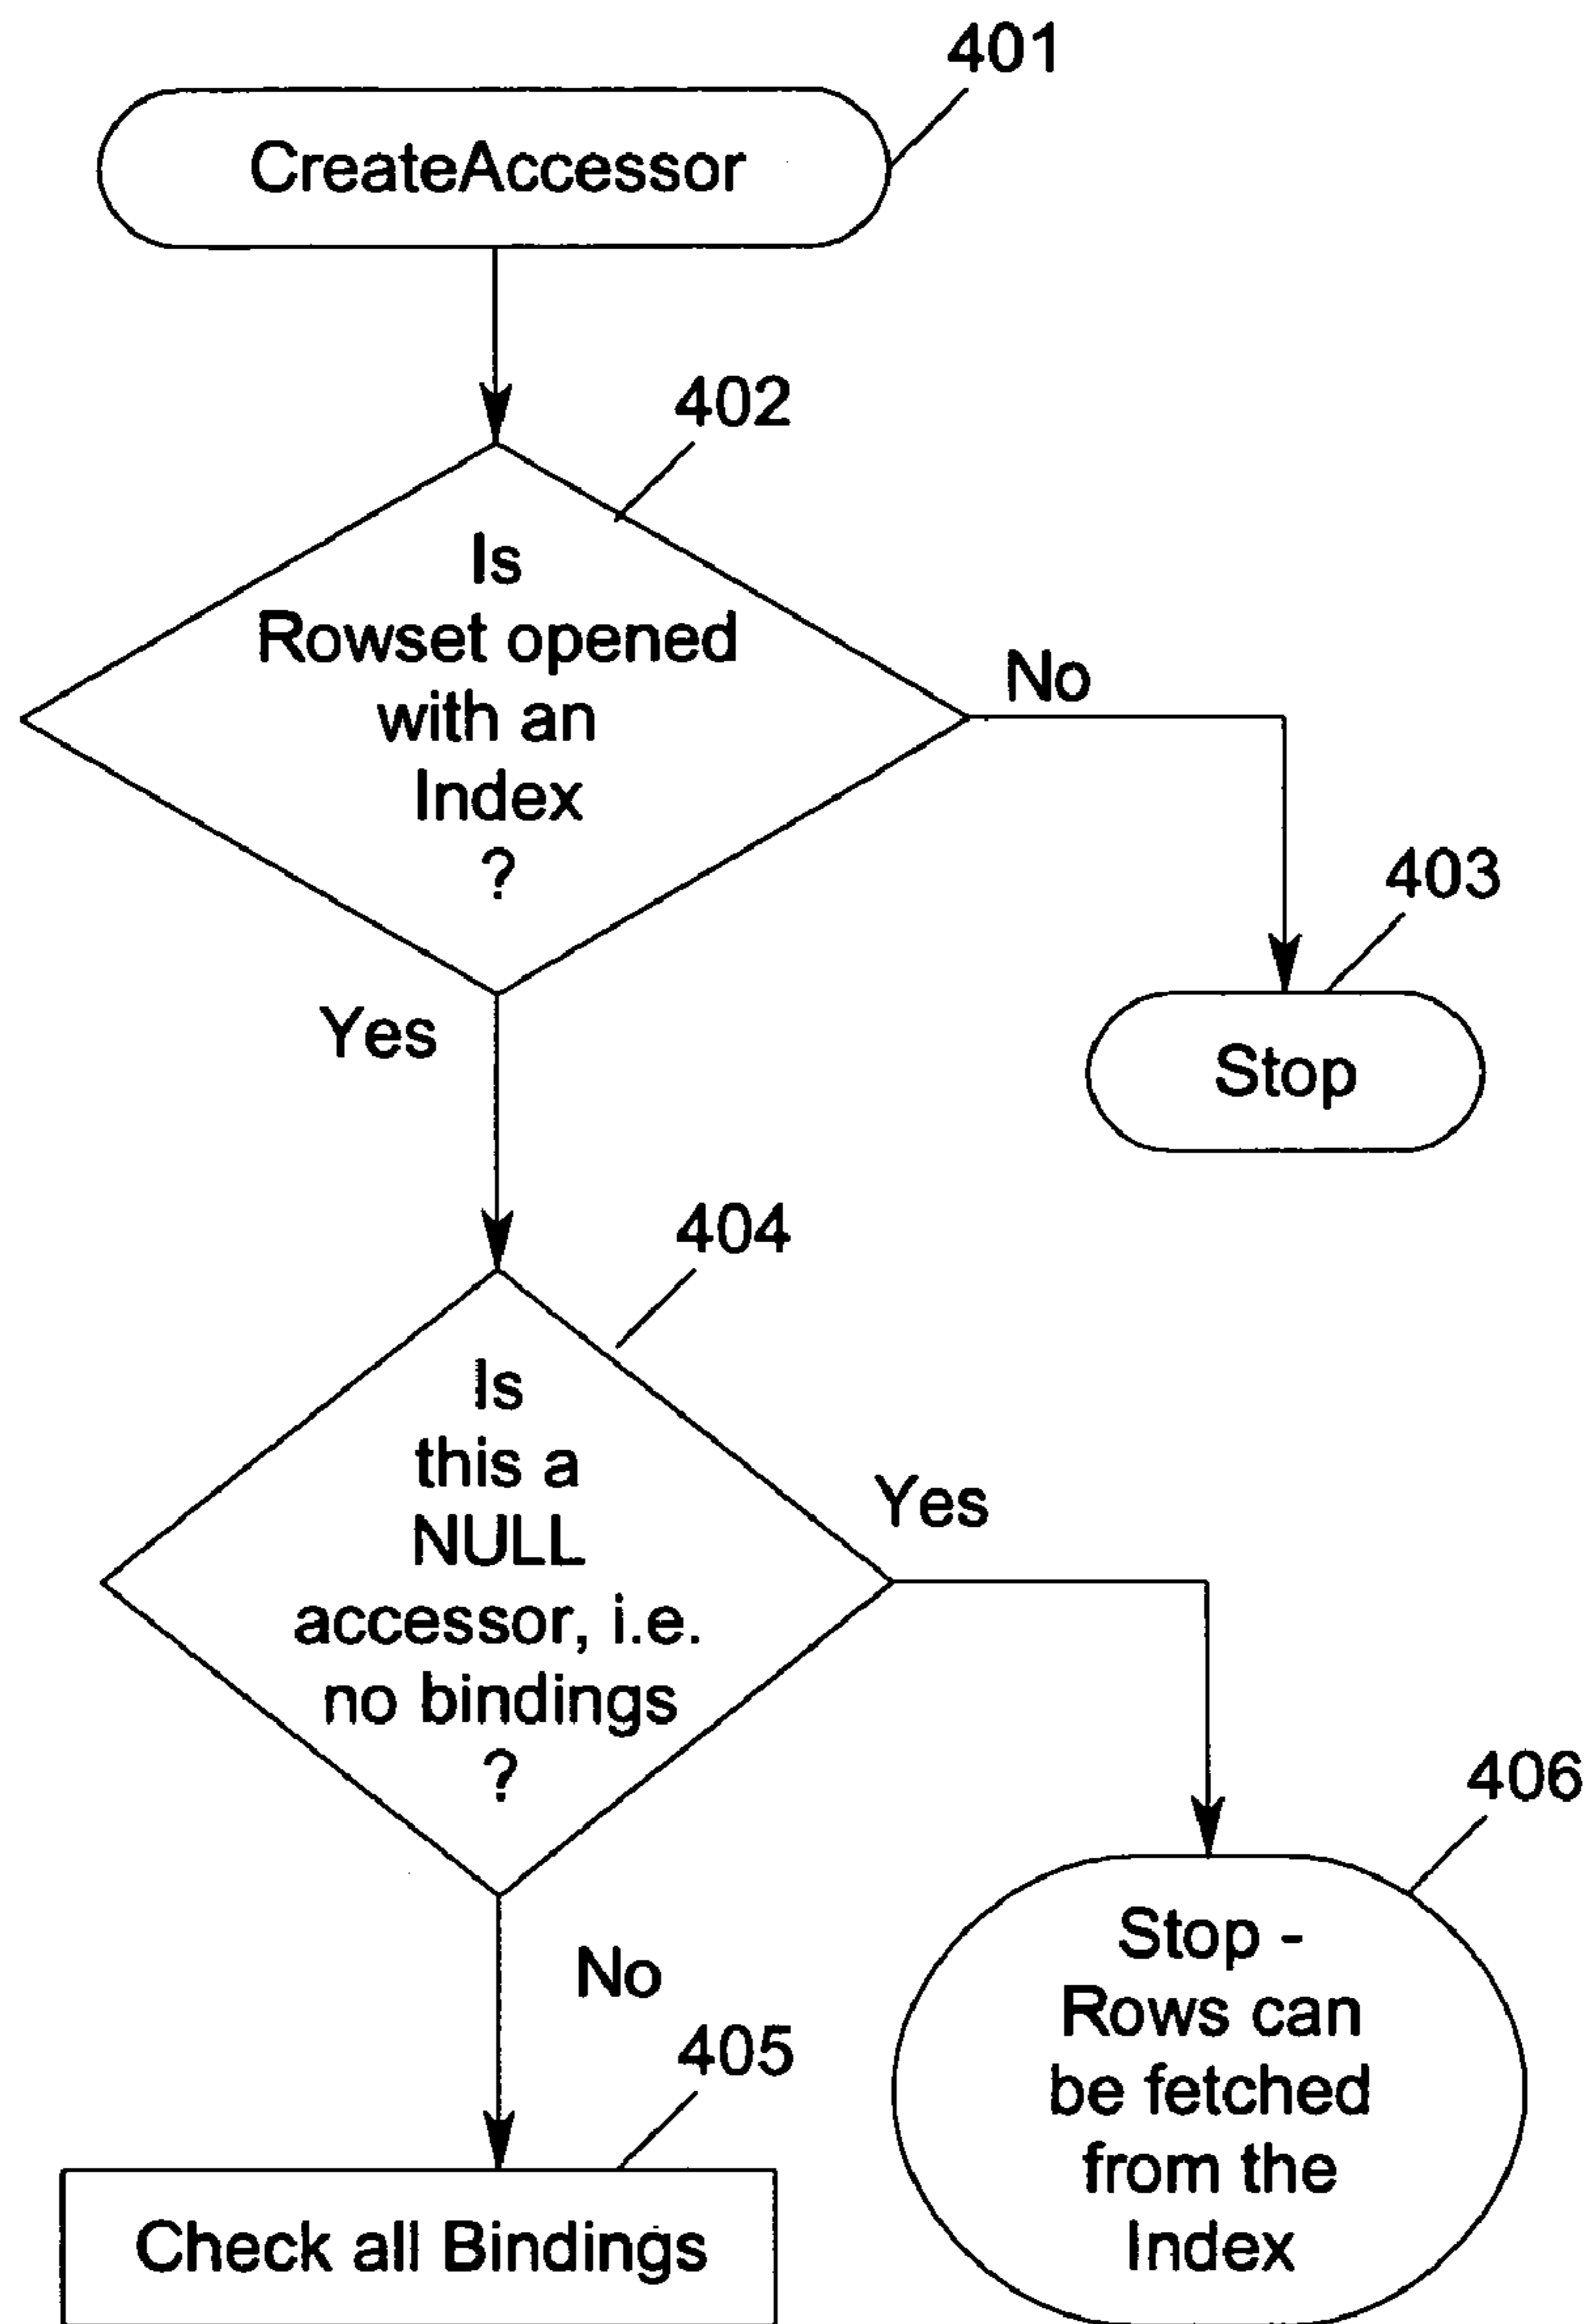 401
CreateAccessor
402
Is
Rowset opened
with an
Index
?
No
403
Stop
Yes
404
Is
this a
NULL
accessor, i.e.
no bindings
?
Yes
406
Stop -
Rows can
be fetched
from the
Index
No
405
Check all Bindings